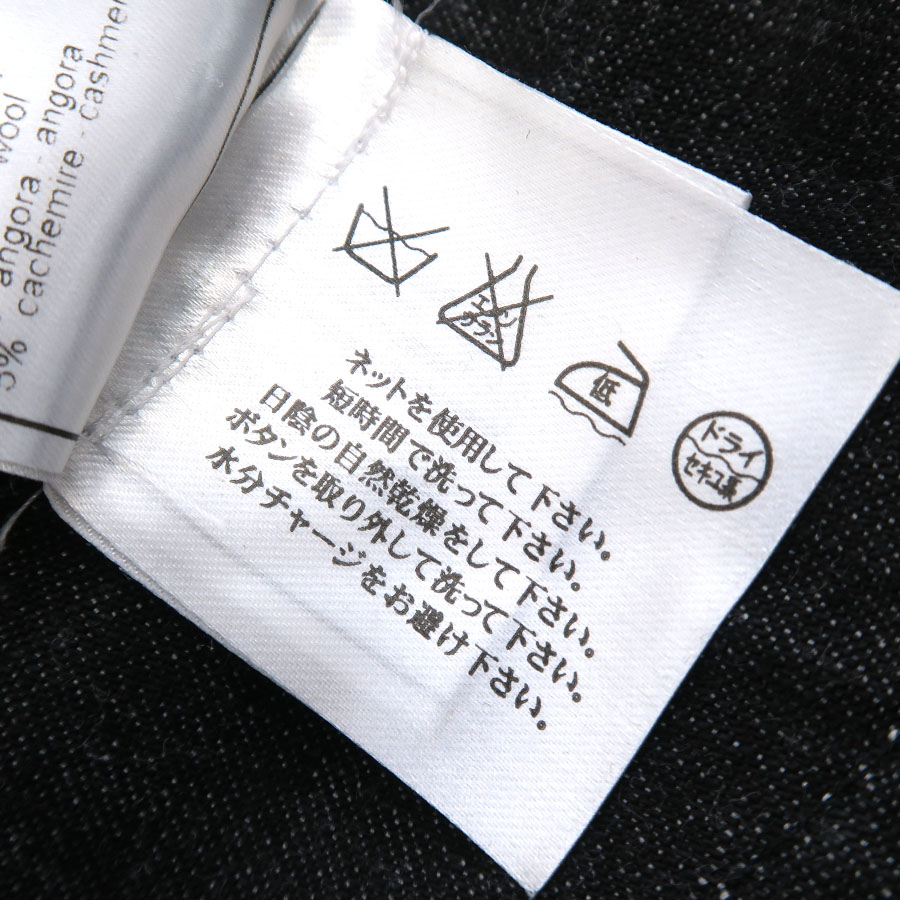 wool
angora - angora
5% cachemire - cashmere
エンソ
サラシ
低
ドライ
セキユ系
ネットを使用して下さい。
短時間で洗って下さい。
日陰の自然乾燥をして下さい。
ボタンを取り外して洗って下さい。
水分チャージをお避け下さい。